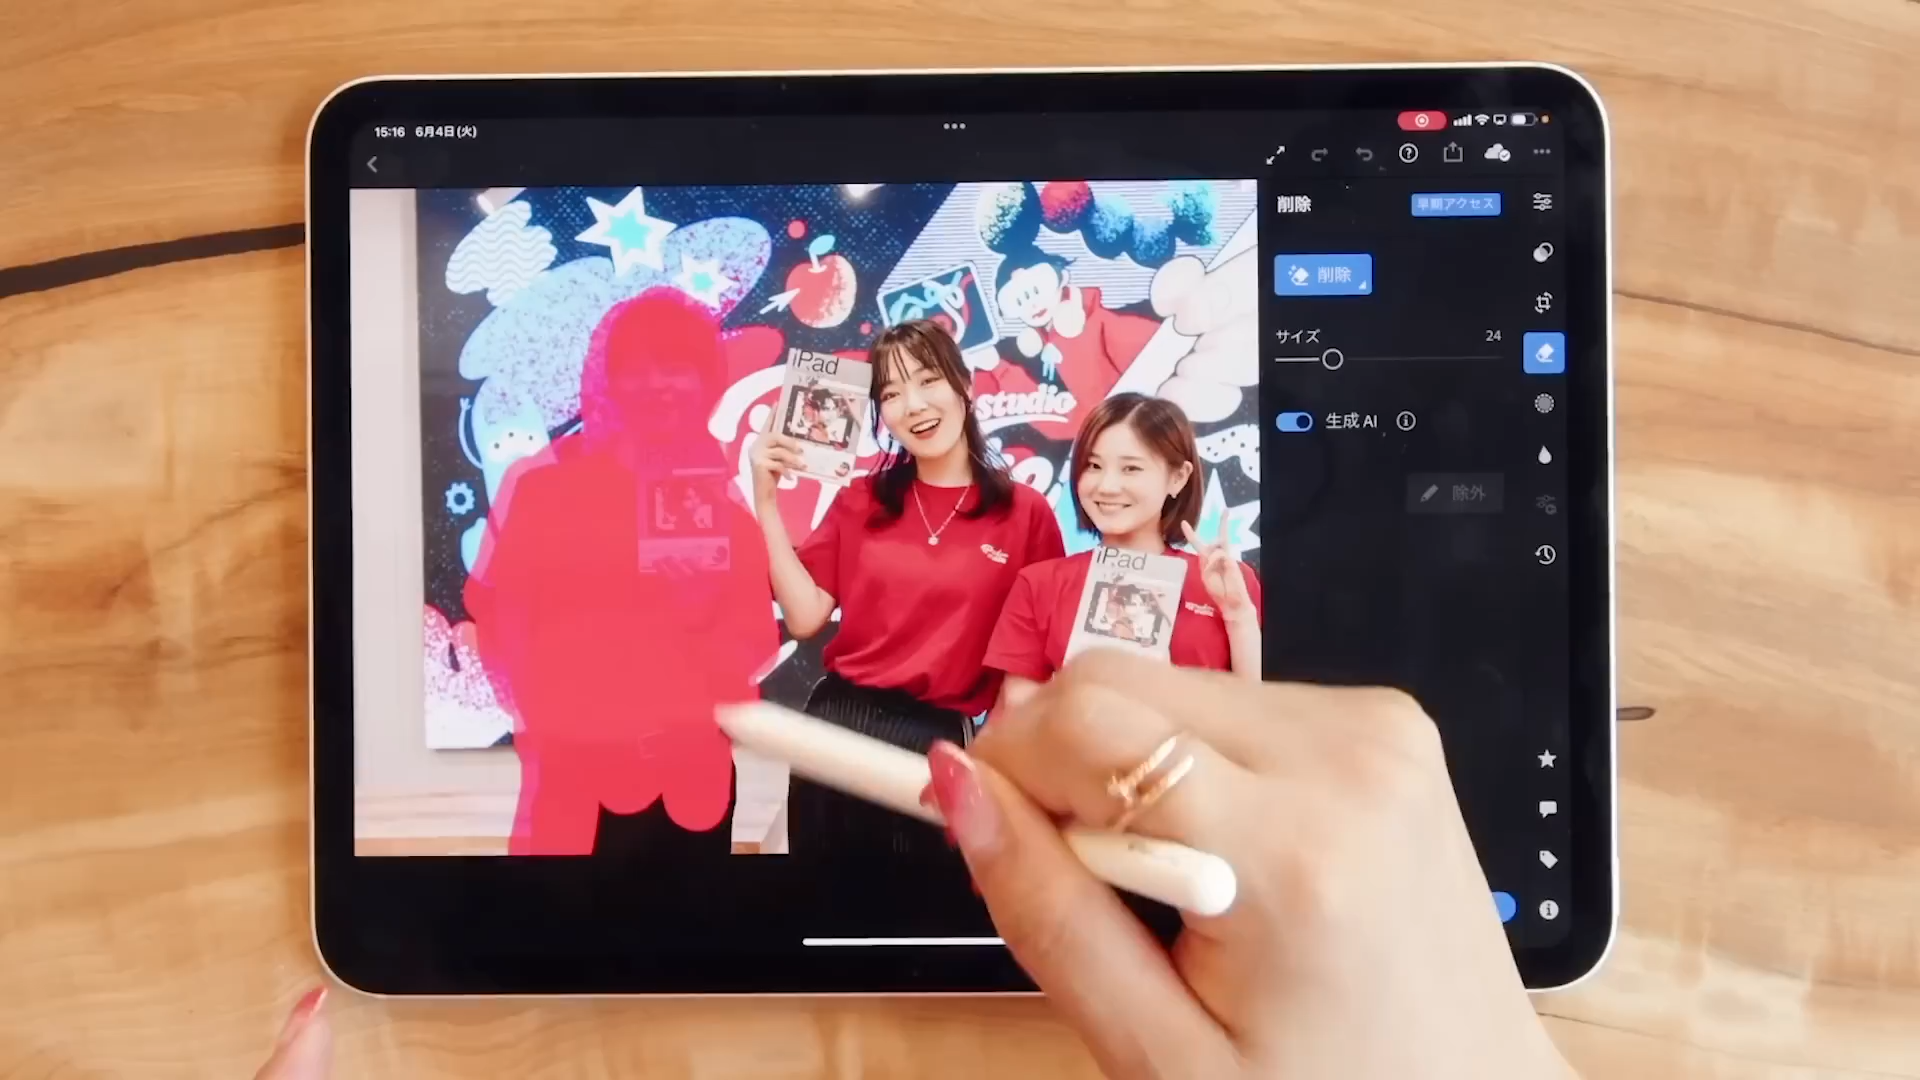 15:16 6月4日(火)
削除
早期アクセス
削除
サイズ
24
生成 AI
除外
iPad
studio
iPad